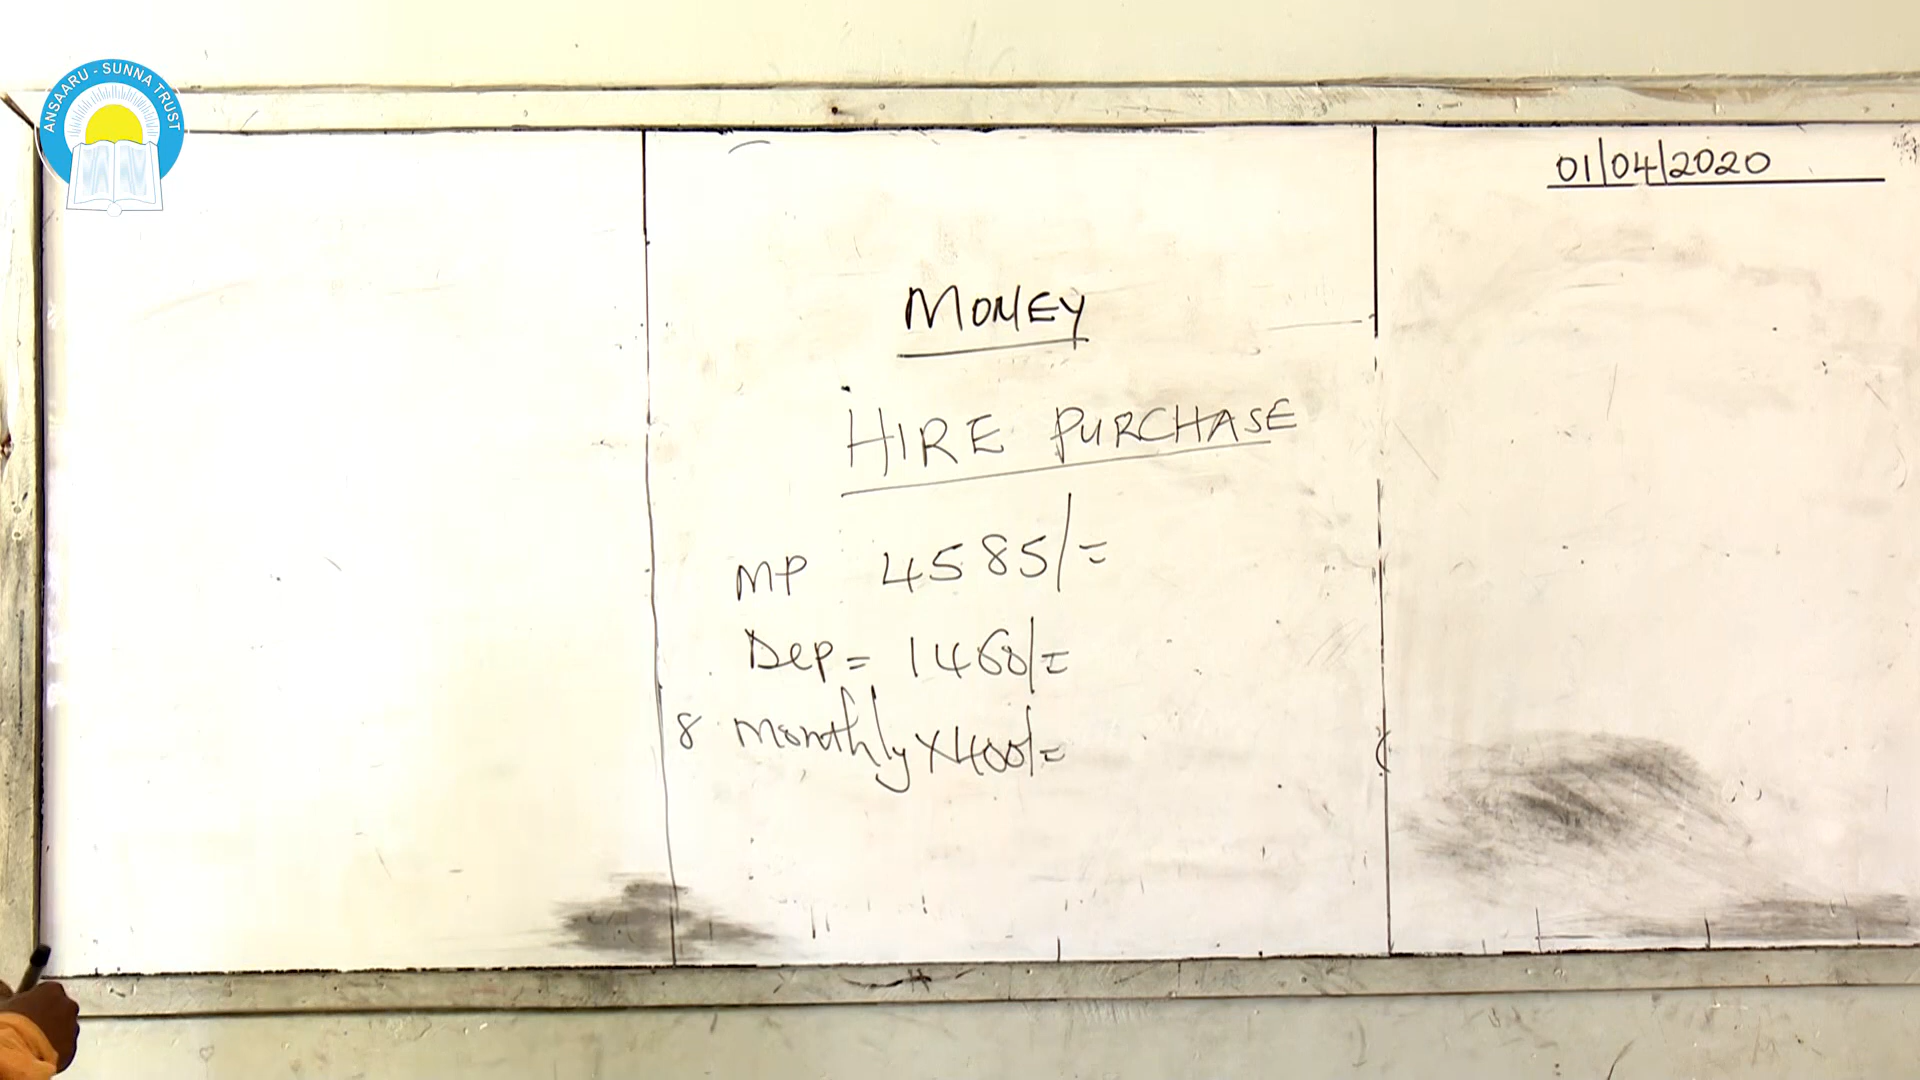 ANSAARU - SUNNA TRUST
01/04/2020
MONEY
HIRE PURCHASE
MP 4585/=
Dep = 1460/=
8 Monthly X400/=